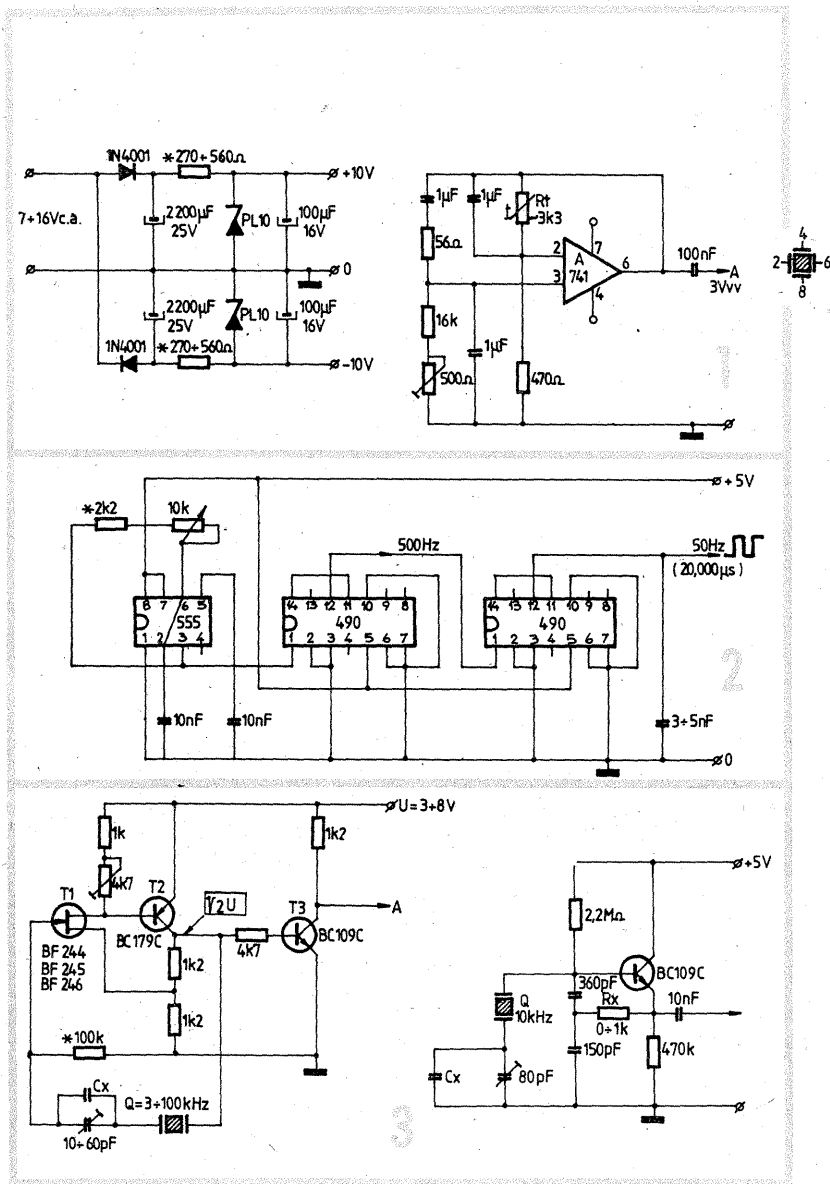 1N4001 *270÷560Ω +10V
7÷16Vc.a.
2200µF 25V PL10 100µF 16V
0
2200µF 25V PL10 100µF 16V
1N4001 *270÷560Ω -10V
1µF 1µF t Rt 3k3
56Ω
2 7 A 741 6 3 4
100nF A
3Vvv
16k
1µF
500Ω 470Ω
1
4
2 6
8
+5V
*2k2 10k
500Hz 50Hz
(20,000µs)
8 7 6 5
555
1 2 3 4
14 13 12 11 10 9 8
490
1 2 3 4 5 6 7
14 13 12 11 10 9 8
490
1 2 3 4 5 6 7
2
10nF 10nF 3÷5nF
0
U=3÷8V
1k 1k2
4k7
T1 T2 1/2U T3 A
BC179C 4k7 BC109C
BF 244
BF 245
BF 246
1k2
1k2
*100k
Cx
Q=3÷100kHz
10÷60pF
3
+5V
2,2MΩ
BC109C
360pF
Q
10kHz
Rx
0÷1k
10nF
150pF 470k
Cx 80pF